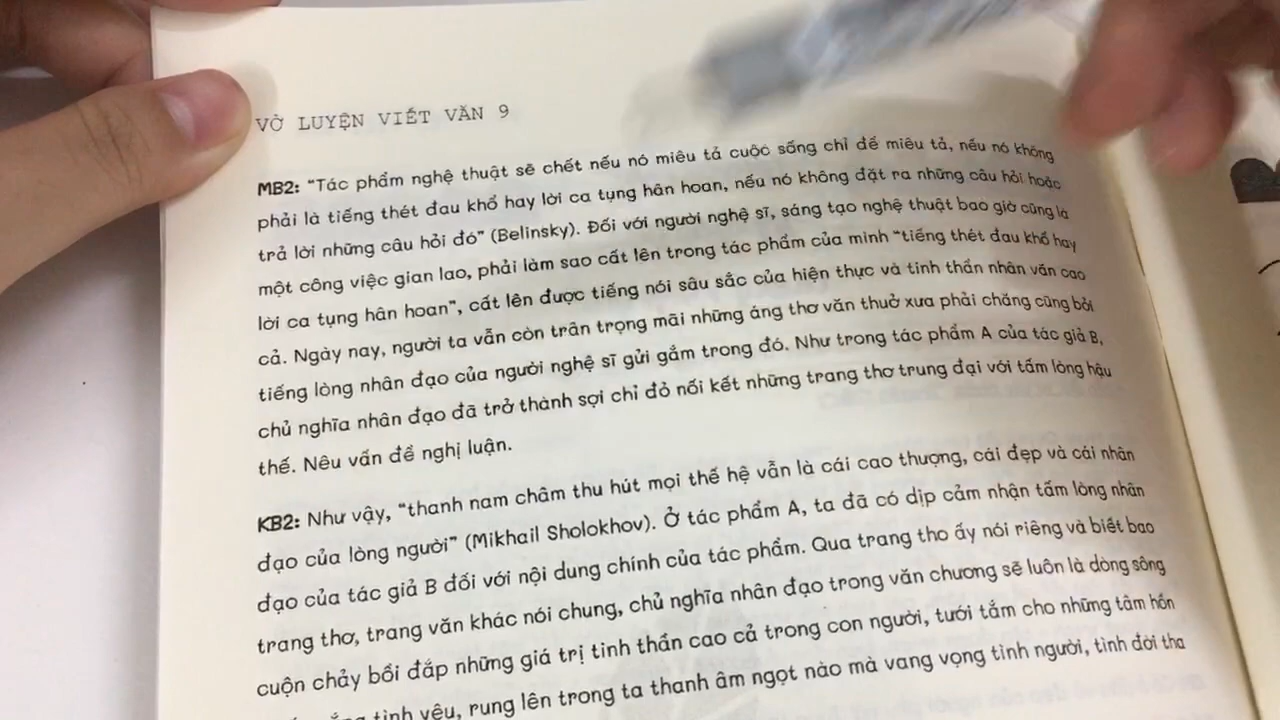 VỞ LUYỆN VIẾT VĂN 9
MB2: “Tác phẩm nghệ thuật sẽ chết nếu nó miêu tả cuộc sống chỉ để miêu tả, nếu nó không
phải là tiếng thét đau khổ hay lời ca tụng hân hoan, nếu nó không đặt ra những câu hỏi hoặc
trả lời những câu hỏi đó” (Belinsky). Đối với người nghệ sĩ, sáng tạo nghệ thuật bao giờ cũng là
một công việc gian lao, phải làm sao cất lên trong tác phẩm của mình “tiếng thét đau khổ hay
lời ca tụng hân hoan”, cất lên được tiếng nói sâu sắc của hiện thực và tinh thần nhân văn cao
cả. Ngày nay, người ta vẫn còn trân trọng mãi những áng thơ văn thuở xưa phải chăng cũng bởi
tiếng lòng nhân đạo của người nghệ sĩ gửi gắm trong đó. Như trong tác phẩm A của tác giả B,
chủ nghĩa nhân đạo đã trở thành sợi chỉ đỏ nối kết những trang thơ trung đại với tấm lòng hậu
thế. Nêu vấn đề nghị luận.
KB2: Như vậy, “thanh nam châm thu hút mọi thế hệ vẫn là cái cao thượng, cái đẹp và cái nhân
đạo của lòng người” (Mikhail Sholokhov). Ở tác phẩm A, ta đã có dịp cảm nhận tấm lòng nhân
đạo của tác giả B đối với nội dung chính của tác phẩm. Qua trang tho ấy nói riêng và biết bao
trang thơ, trang văn khác nói chung, chủ nghĩa nhân đạo trong văn chương sẽ luôn là dòng sông
cuộn chảy bồi đắp những giá trị tinh thần cao cả trong con người, tưới tắm cho những tâm hồn
tình yêu, rung lên trong ta thanh âm ngọt nào mà vang vọng tình người, tình đời tha